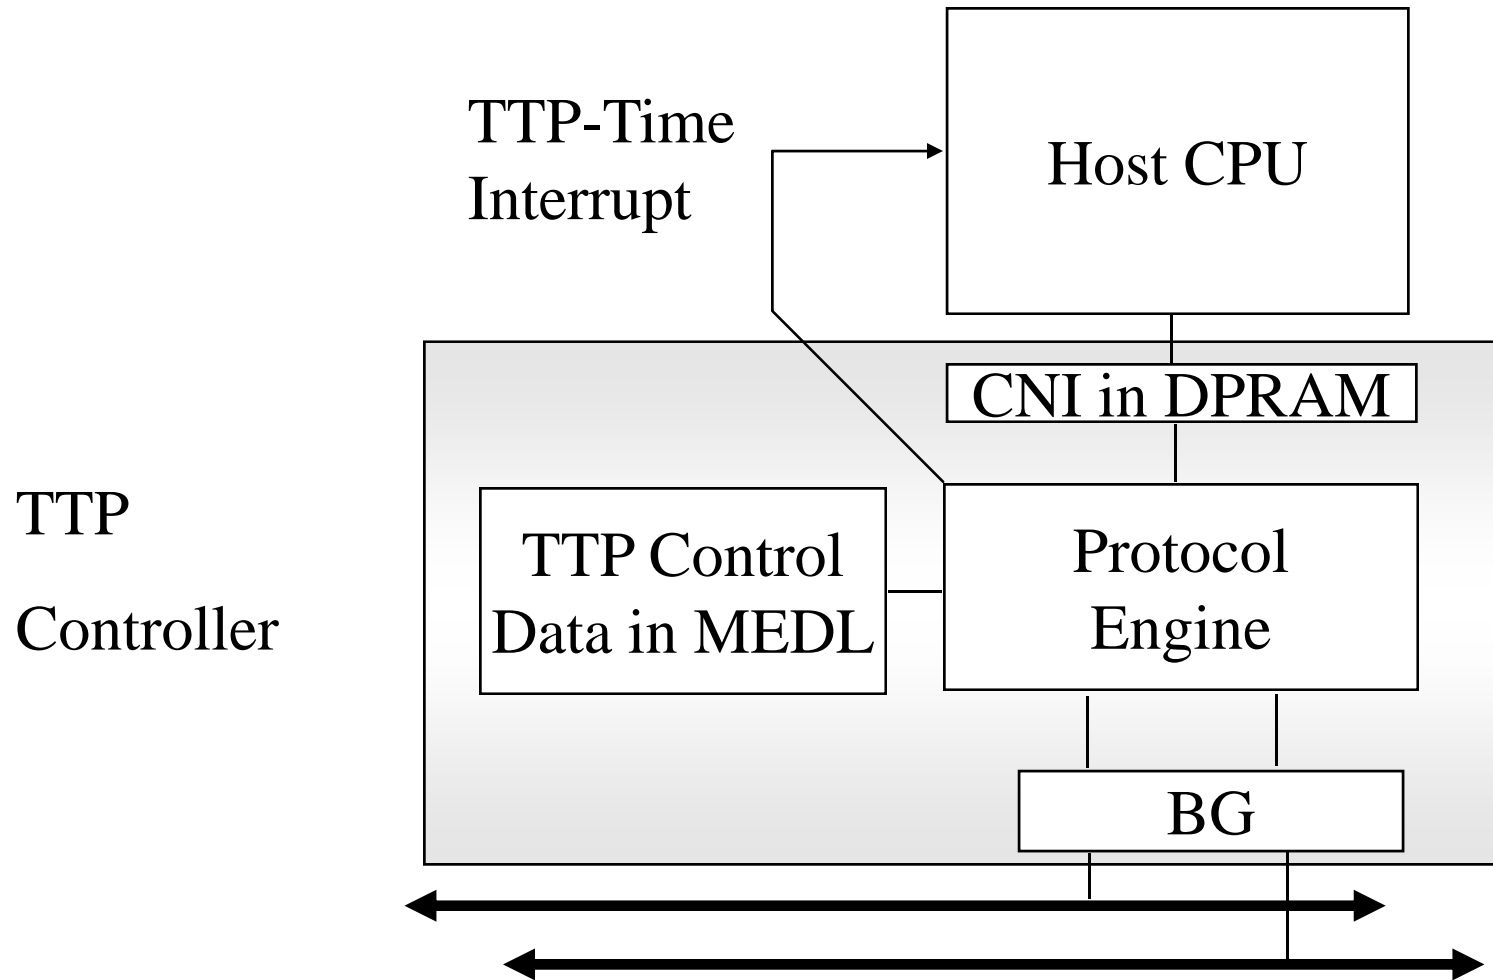 TTP-Time
Interrupt
Host CPU
CNI in DPRAM
TTP
Controller
TTP Control
Data in MEDL
Protocol
Engine
BG